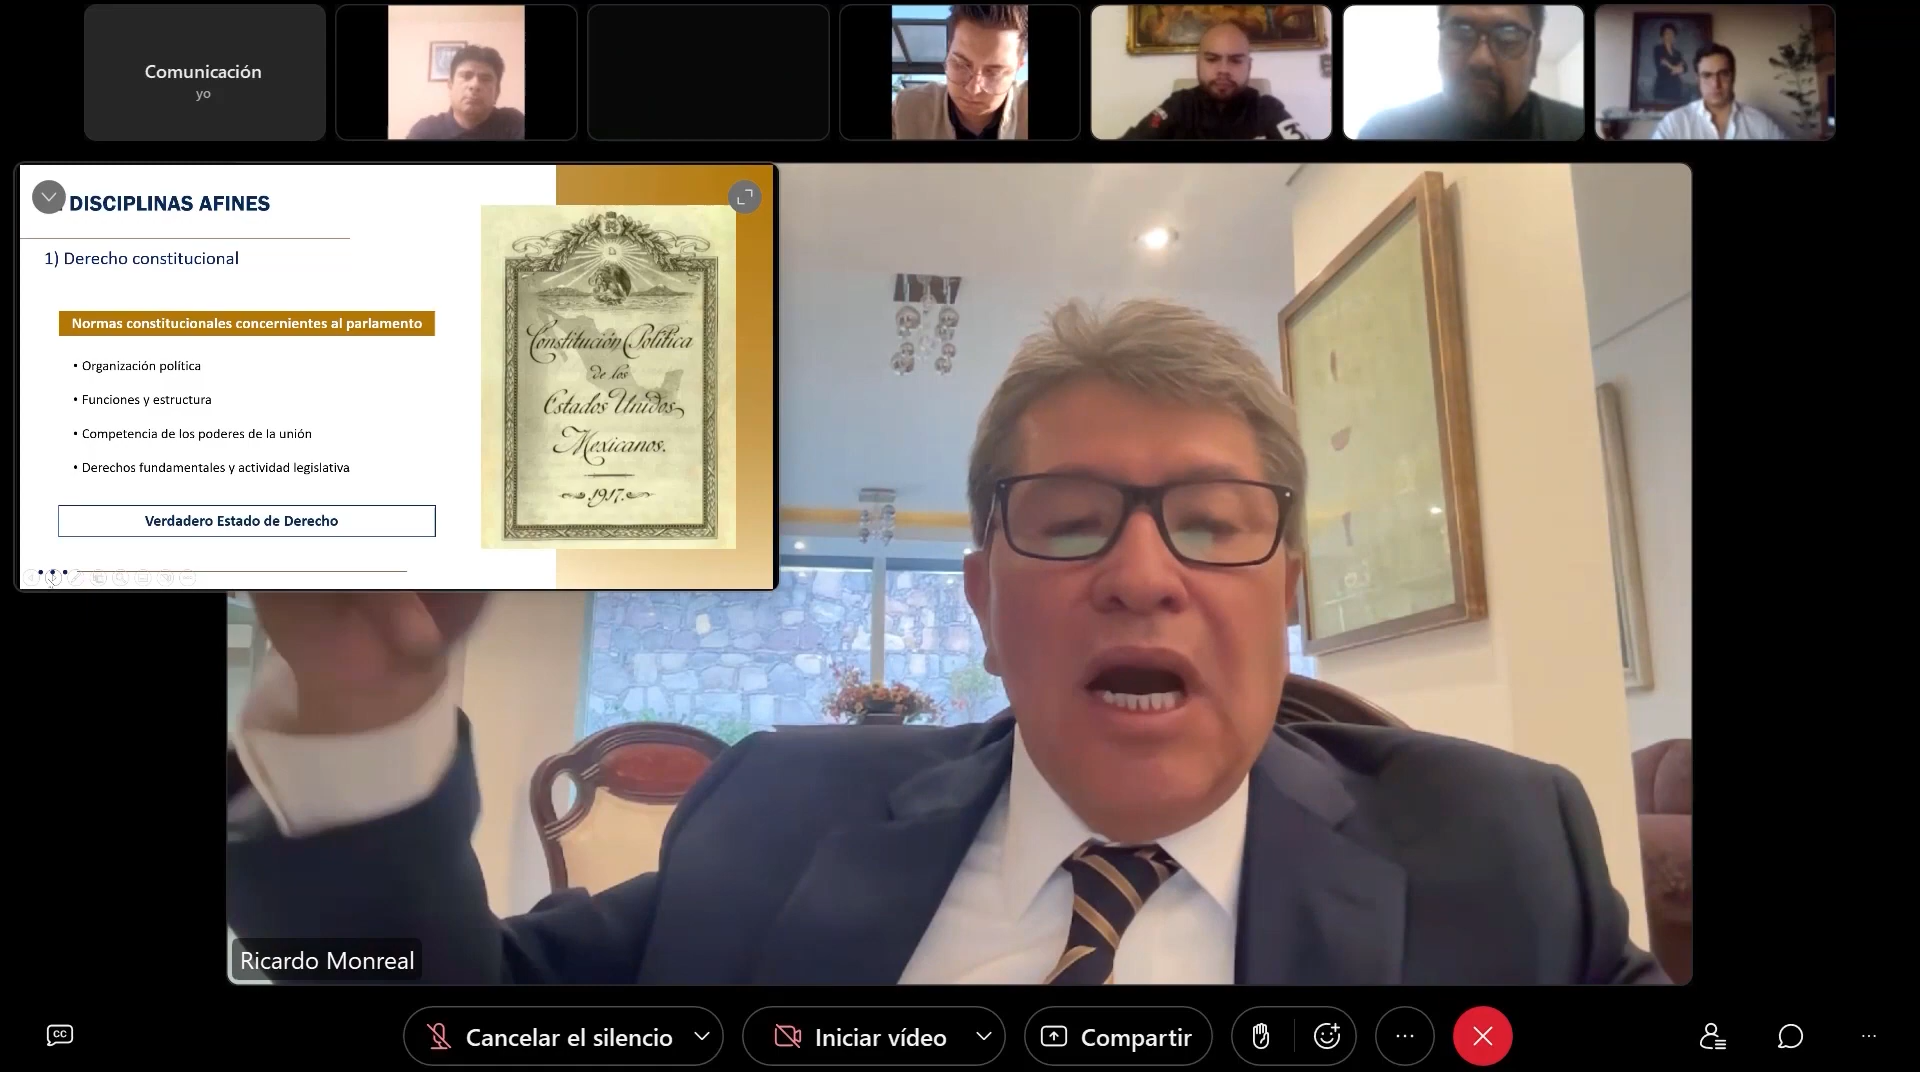 Comunicación
yo
DISCIPLINAS AFINES
1) Derecho constitucional
Normas constitucionales concernientes al parlamento
• Organización política
• Funciones y estructura
• Competencia de los poderes de la unión
• Derechos fundamentales y actividad legislativa
Verdadero Estado de Derecho
Constitución Política
de los
Estados Unidos
Mexicanos.
1917.
Ricardo Monreal
CC
Cancelar el silencio
Iniciar vídeo
Compartir